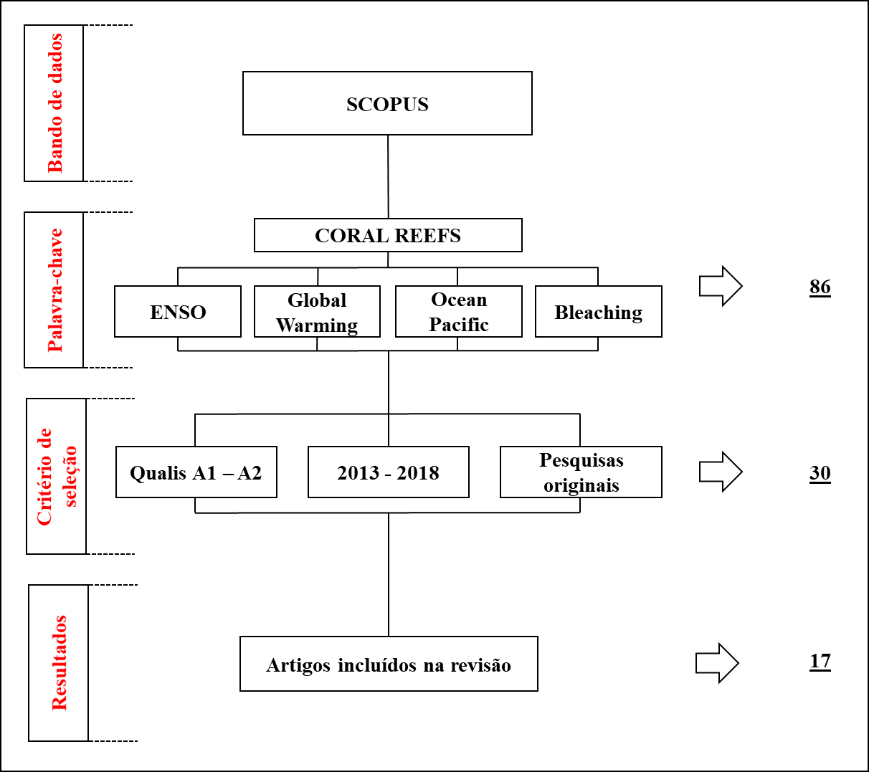 Bando de dados
SCOPUS
Palavra-chave
CORAL REEFS
ENSO
Global
Warming
Ocean
Pacific
Bleaching
86
Critério de
seleção
Qualis A1 – A2
2013 - 2018
Pesquisas
originais
30
Resultados
Artigos incluídos na revisão
17